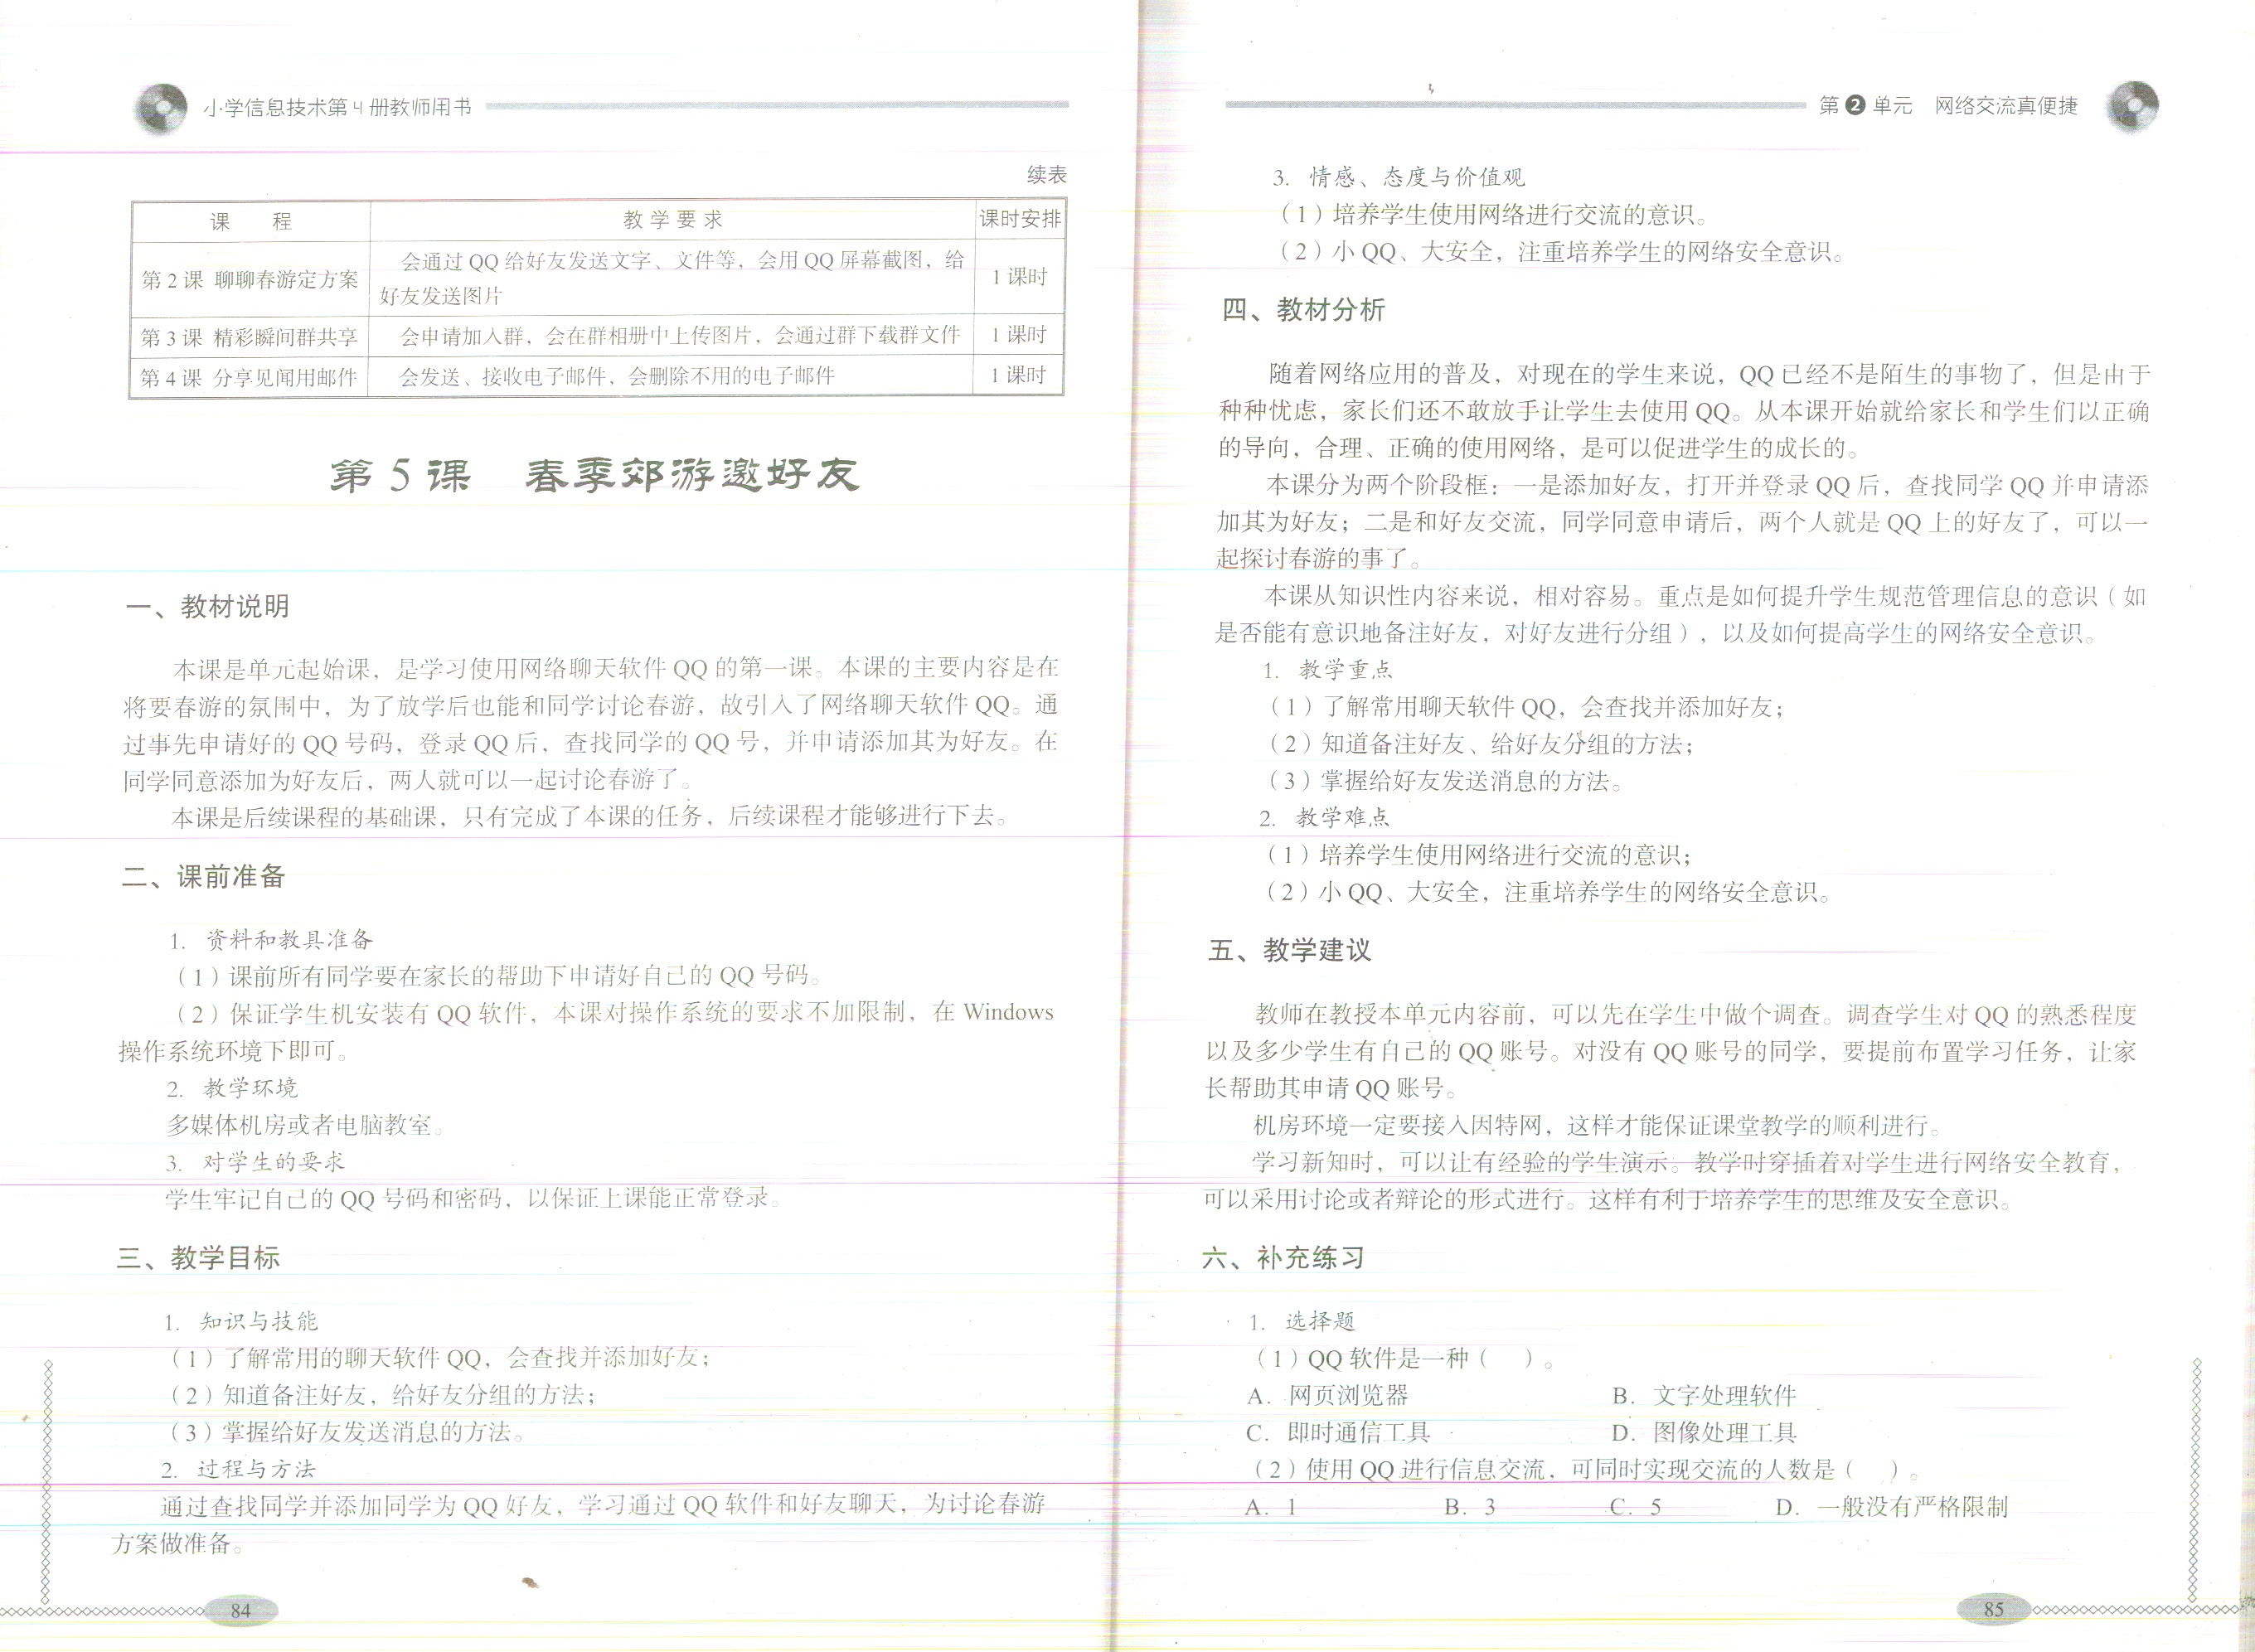 小学信息技术第4册教师用书
续表
课 程 教学要求 课时安排
第2课 聊聊春游定方案 会通过QQ给好友发送文字、文件等，会用QQ屏幕截图，给 1课时
好友发送图片
第3课 精彩瞬间群共享 会申请加入群，会在群相册中上传图片，会通过群下载群文件 1课时
第4课 分享见闻用邮件 会发送、接收电子邮件，会删除不用的电子邮件 1课时
第5课 春季郊游邀好友
一、教材说明
本课是单元起始课，是学习使用网络聊天软件QQ的第一课。本课的主要内容是在
将要春游的氛围中，为了放学后也能和同学讨论春游，故引入了网络聊天软件QQ。通
过事先申请好的QQ号码，登录QQ后，查找同学的QQ号，并申请添加其为好友。在
同学同意添加为好友后，两人就可以一起讨论春游了。
本课是后续课程的基础课，只有完成了本课的任务，后续课程才能够进行下去。
二、课前准备
1. 资料和教具准备
（1）课前所有同学要在家长的帮助下申请好自己的QQ号码。
（2）保证学生机安装有QQ软件，本课对操作系统的要求不加限制，在Windows
操作系统环境下即可。
2. 教学环境
多媒体机房或者电脑教室。
3. 对学生的要求
学生牢记自己的QQ号码和密码，以保证上课能正常登录。
三、教学目标
1. 知识与技能
（1）了解常用的聊天软件QQ，会查找并添加好友；
（2）知道备注好友，给好友分组的方法；
（3）掌握给好友发送消息的方法。
2. 过程与方法
通过查找同学并添加同学为QQ好友，学习通过QQ软件和好友聊天，为讨论春游
方案做准备。
84
第2单元 网络交流真便捷
3. 情感、态度与价值观
（1）培养学生使用网络进行交流的意识。
（2）小QQ、大安全，注重培养学生的网络安全意识。
四、教材分析
随着网络应用的普及，对现在的学生来说，QQ已经不是陌生的事物了，但是由于
种种忧虑，家长们还不敢放手让学生去使用QQ。从本课开始就给家长和学生们以正确
的导向，合理、正确的使用网络，是可以促进学生的成长的。
本课分为两个阶段框：一是添加好友，打开并登录QQ后，查找同学QQ并申请添
加其为好友；二是和好友交流，同学同意申请后，两个人就是QQ上的好友了，可以一
起探讨春游的事了。
本课从知识性内容来说，相对容易。重点是如何提升学生规范管理信息的意识（如
是否能有意识地备注好友，对好友进行分组），以及如何提高学生的网络安全意识。
1. 教学重点
（1）了解常用聊天软件QQ，会查找并添加好友；
（2）知道备注好友、给好友分组的方法；
（3）掌握给好友发送消息的方法。
2. 教学难点
（1）培养学生使用网络进行交流的意识；
（2）小QQ、大安全，注重培养学生的网络安全意识。
五、教学建议
教师在教授本单元内容前，可以先在学生中做个调查。调查学生对QQ的熟悉程度
以及多少学生有自己的QQ账号。对没有QQ账号的同学，要提前布置学习任务，让家
长帮助其申请QQ账号。
机房环境一定要接入因特网，这样才能保证课堂教学的顺利进行。
学习新知时，可以让有经验的学生演示。教学时穿插着对学生进行网络安全教育，
可以采用讨论或者辩论的形式进行。这样有利于培养学生的思维及安全意识。
六、补充练习
1. 选择题
（1）QQ软件是一种（ ）。
A. 网页浏览器 B. 文字处理软件
C. 即时通信工具 D. 图像处理工具
（2）使用QQ进行信息交流，可同时实现交流的人数是（ ）。
A. 1 B. 3 C. 5 D. 一般没有严格限制
85